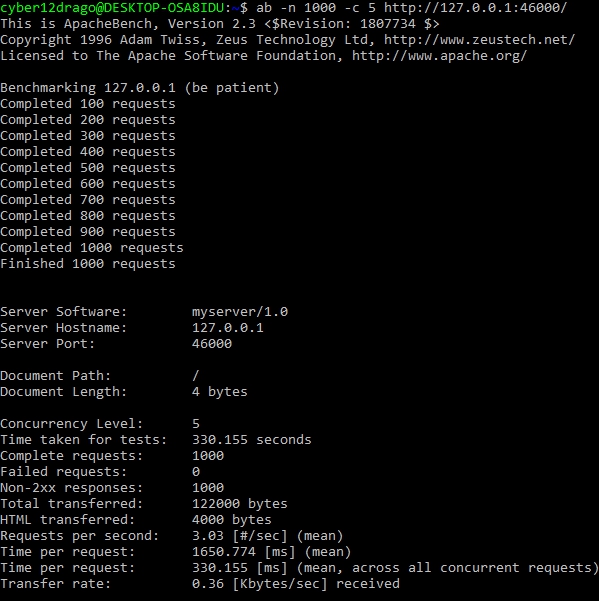 cyber12drago@DESKTOP-OSA8IDU:~$ ab -n 1000 -c 5 http://127.0.0.1:46000/
This is ApacheBench, Version 2.3 <$Revision: 1807734 $>
Copyright 1996 Adam Twiss, Zeus Technology Ltd, http://www.zeustech.net/
Licensed to The Apache Software Foundation, http://www.apache.org/

Benchmarking 127.0.0.1 (be patient)
Completed 100 requests
Completed 200 requests
Completed 300 requests
Completed 400 requests
Completed 500 requests
Completed 600 requests
Completed 700 requests
Completed 800 requests
Completed 900 requests
Completed 1000 requests
Finished 1000 requests

Server Software:        myserver/1.0
Server Hostname:        127.0.0.1
Server Port:            46000

Document Path:          /
Document Length:        4 bytes

Concurrency Level:      5
Time taken for tests:   330.155 seconds
Complete requests:      1000
Failed requests:        0
Non-2xx responses:      1000
Total transferred:      122000 bytes
HTML transferred:       4000 bytes
Requests per second:    3.03 [#/sec] (mean)
Time per request:       1650.774 [ms] (mean)
Time per request:       330.155 [ms] (mean, across all concurrent requests)
Transfer rate:          0.36 [Kbytes/sec] received